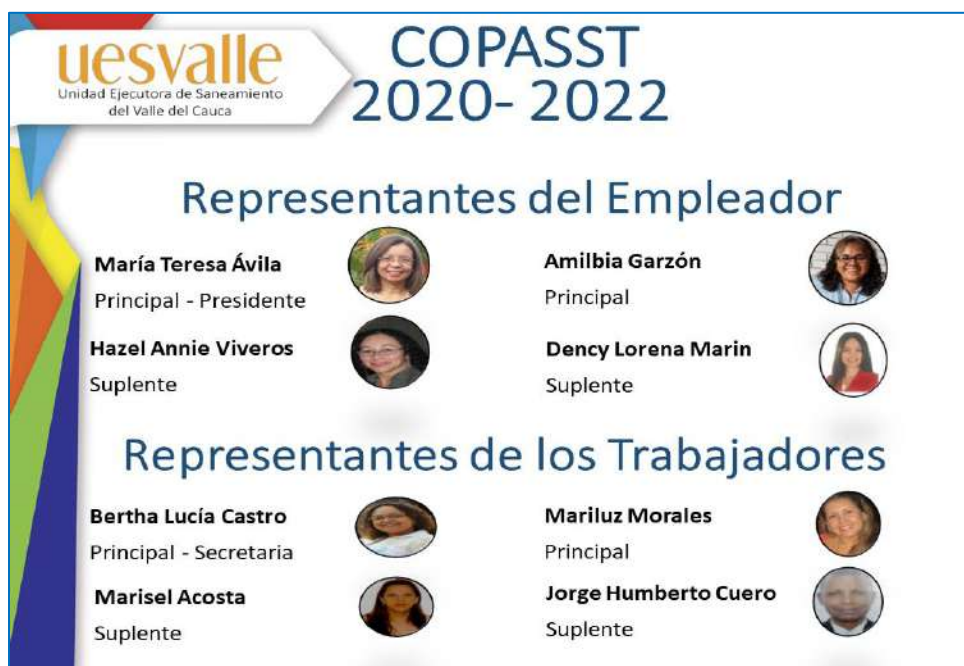 uesvalle
Unidad Ejecutora de Saneamiento
del Valle del Cauca
COPASST
2020- 2022
Representantes del Empleador
María Teresa Ávila
Principal - Presidente
Amilbia Garzón
Principal
Hazel Annie Viveros
Suplente
Dency Lorena Marin
Suplente
Representantes de los Trabajadores
Bertha Lucía Castro
Principal - Secretaria
Mariluz Morales
Principal
Marisel Acosta
Suplente
Jorge Humberto Cuero
Suplente